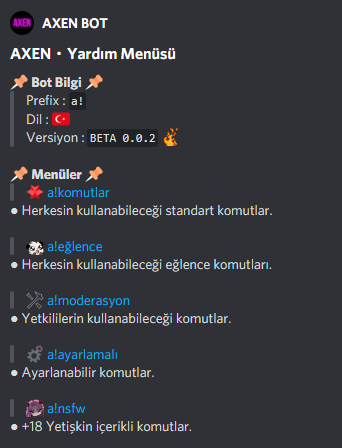 AXEN
AXEN BOT
AXEN • Yardım Menüsü
Bot Bilgi
Prefix : a!
Dil :
Versiyon : BETA 0.0.2
Menüler
a!komutlar
● Herkesin kullanabileceği standart komutlar.
a!eğlence
● Herkesin kullanabileceği eğlence komutları.
a!moderasyon
● Yetkililerin kullanabileceği komutlar.
a!ayarlamalı
● Ayarlanabilir komutlar.
a!nsfw
● +18 Yetişkin içerikli komutlar.